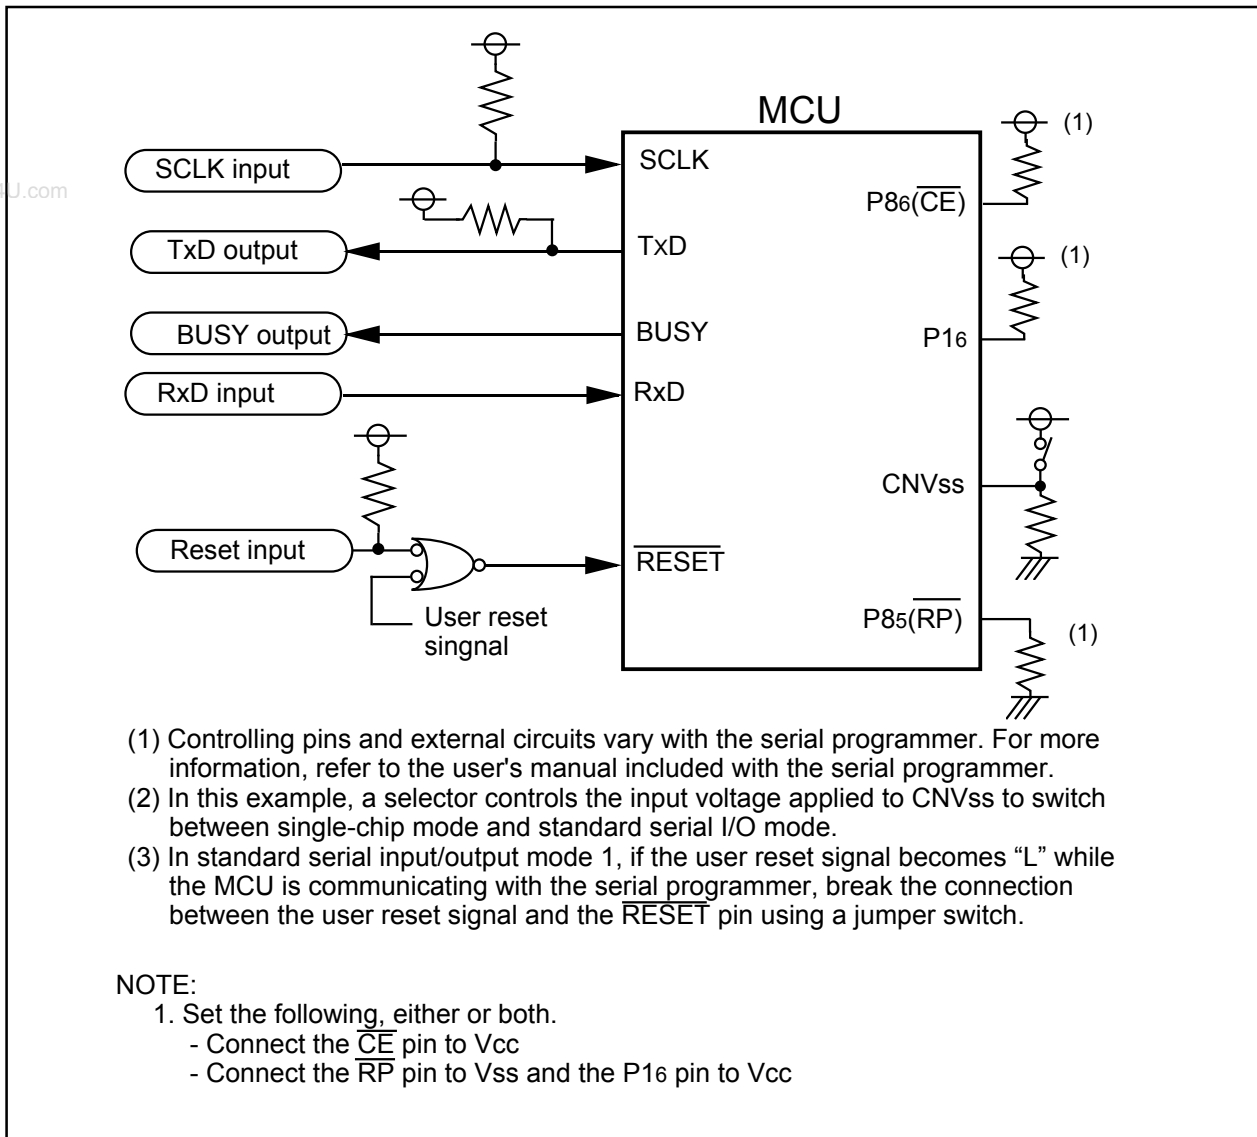 MCU
(1)
SCLK input
SCLK
4U.com
P86(CE)
TxD output
TxD
(1)
BUSY output
BUSY
P16
RxD input
RxD
CNVss
Reset input
RESET
User reset
singnal
P85(RP)
(1)
(1) Controlling pins and external circuits vary with the serial programmer. For more
information, refer to the user's manual included with the serial programmer.
(2) In this example, a selector controls the input voltage applied to CNVss to switch
between single-chip mode and standard serial I/O mode.
(3) In standard serial input/output mode 1, if the user reset signal becomes “L” while
the MCU is communicating with the serial programmer, break the connection
between the user reset signal and the RESET pin using a jumper switch.
NOTE:
1. Set the following, either or both.
- Connect the CE pin to Vcc
- Connect the RP pin to Vss and the P16 pin to Vcc